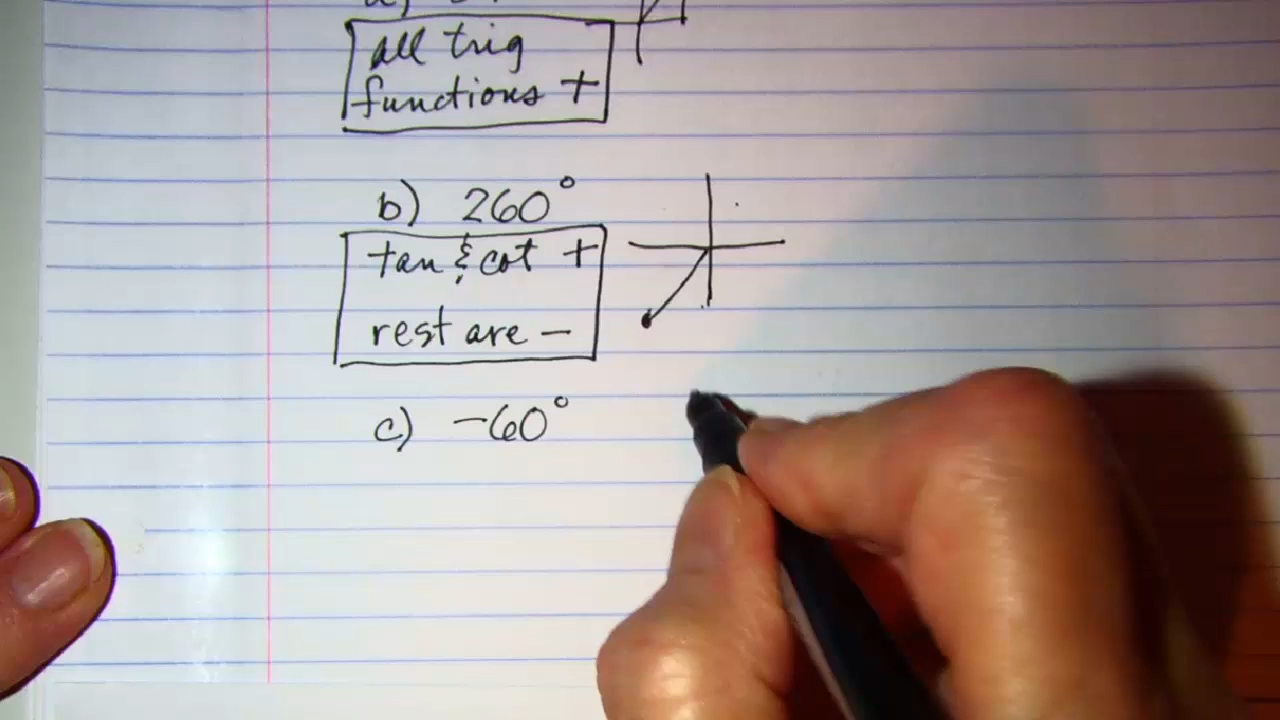 all trig
functions +
b) 260°
tan & cot +
rest are −
c) −60°